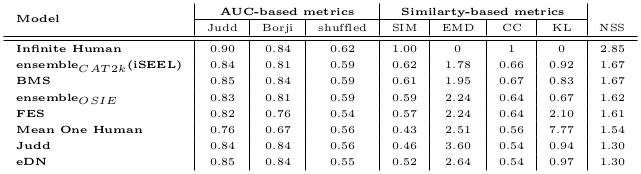 Model AUC-based metrics Similarty-based metrics NSS
Judd Borji shuffled SIM EMD CC KL
Infinite Human 0.90 0.84 0.62 1.00 0 1 0 2.85
ensemble CAT2k (iSEEL) 0.84 0.81 0.59 0.62 1.78 0.66 0.92 1.67
BMS 0.85 0.84 0.59 0.61 1.95 0.67 0.83 1.67
ensemble OSIE 0.83 0.81 0.59 0.59 2.24 0.64 0.67 1.62
FES 0.82 0.76 0.54 0.57 2.24 0.64 2.10 1.61
Mean One Human 0.76 0.67 0.56 0.43 2.51 0.56 7.77 1.54
Judd 0.84 0.84 0.56 0.46 3.60 0.54 0.94 1.30
eDN 0.85 0.84 0.55 0.52 2.64 0.54 0.97 1.30